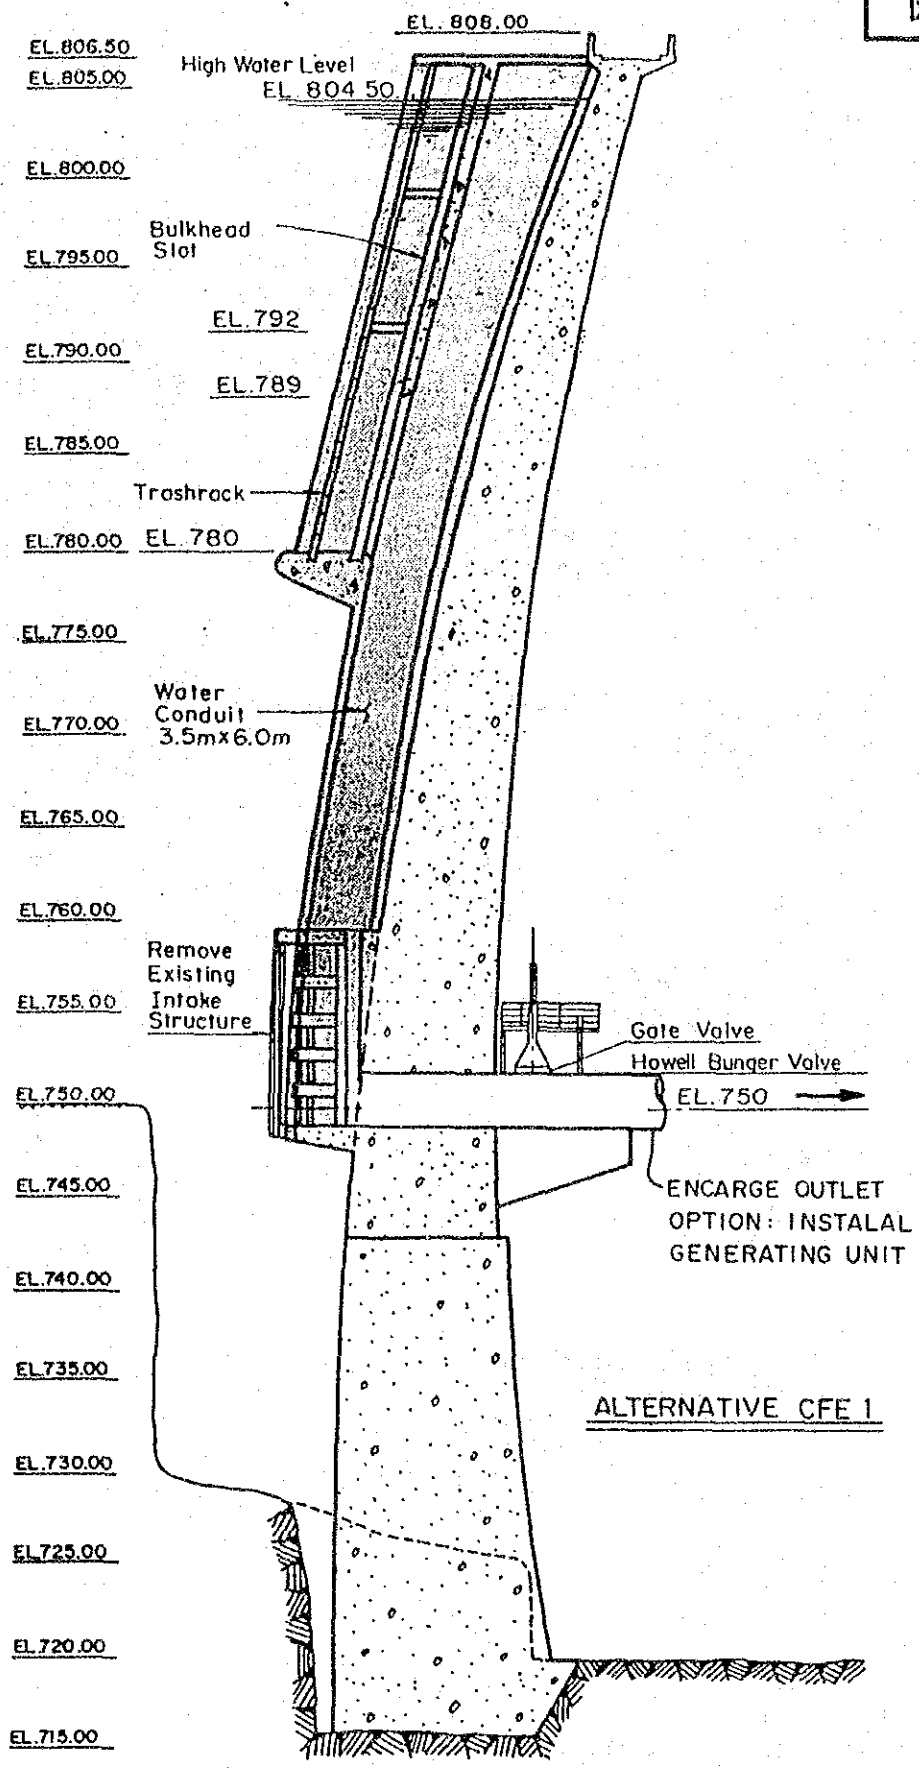 EL. 808.00
EL.806.50
EL.805.00
High Water Level
EL. 804 50
EL.800.00
Bulkhead
Slot
EL.795.00
EL.792
EL.790.00
EL.789
EL.785.00
Trashrack
EL.780.00
EL.780
EL.775.00
Water
Conduit
3.5m×6.0m
EL.770.00
EL.765.00
EL.760.00
Remove
Existing
Intake
Structure
EL.755.00
Gate Valve
Howell Bunger Valve
EL.750.00
EL.750
EL.745.00
ENCARGE OUTLET
OPTION: INSTALAL
GENERATING UNIT
EL.740.00
EL.735.00
ALTERNATIVE CFE 1
EL.730.00
EL.725.00
EL.720.00
EL.715.00